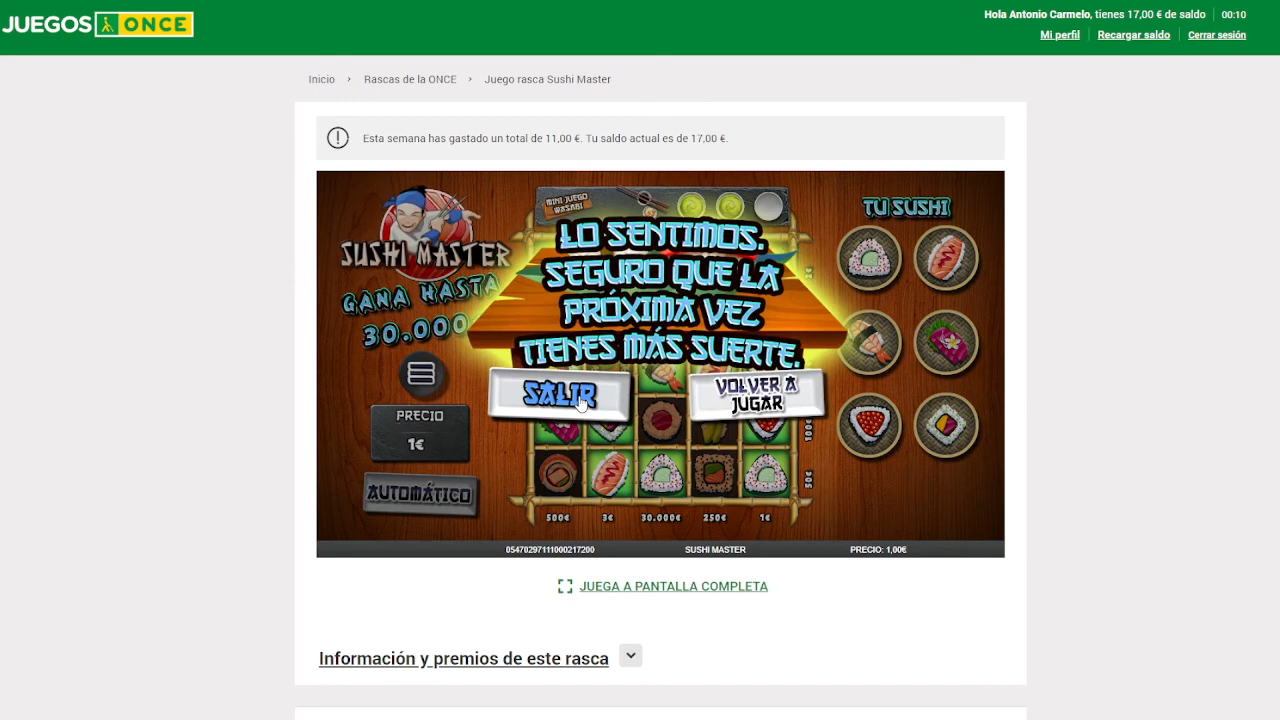 JUEGOS ONCE
Hola Antonio Carmelo, tienes 17,00 € de saldo
00:10
Mi perfil
Recargar saldo
Cerrar sesión
Inicio › Rascas de la ONCE › Juego rasca Sushi Master
Esta semana has gastado un total de 11,00 €. Tu saldo actual es de 17,00 €.
MINI JUEGO
WASABI
TU SUSHI
SUSHI MASTER
GANA HASTA
30.000
LO SENTIMOS.
SEGURO QUE LA
PRÓXIMA VEZ
TIENES MÁS SUERTE.
SALIR
VOLVER A
JUGAR
PRECIO
1€
AUTOMÁTICO
100€
50€
500€ 3€ 30.000€ 250€ 1€
05470297111000217200
SUSHI MASTER
PRECIO: 1,00€
JUEGA A PANTALLA COMPLETA
Información y premios de este rasca